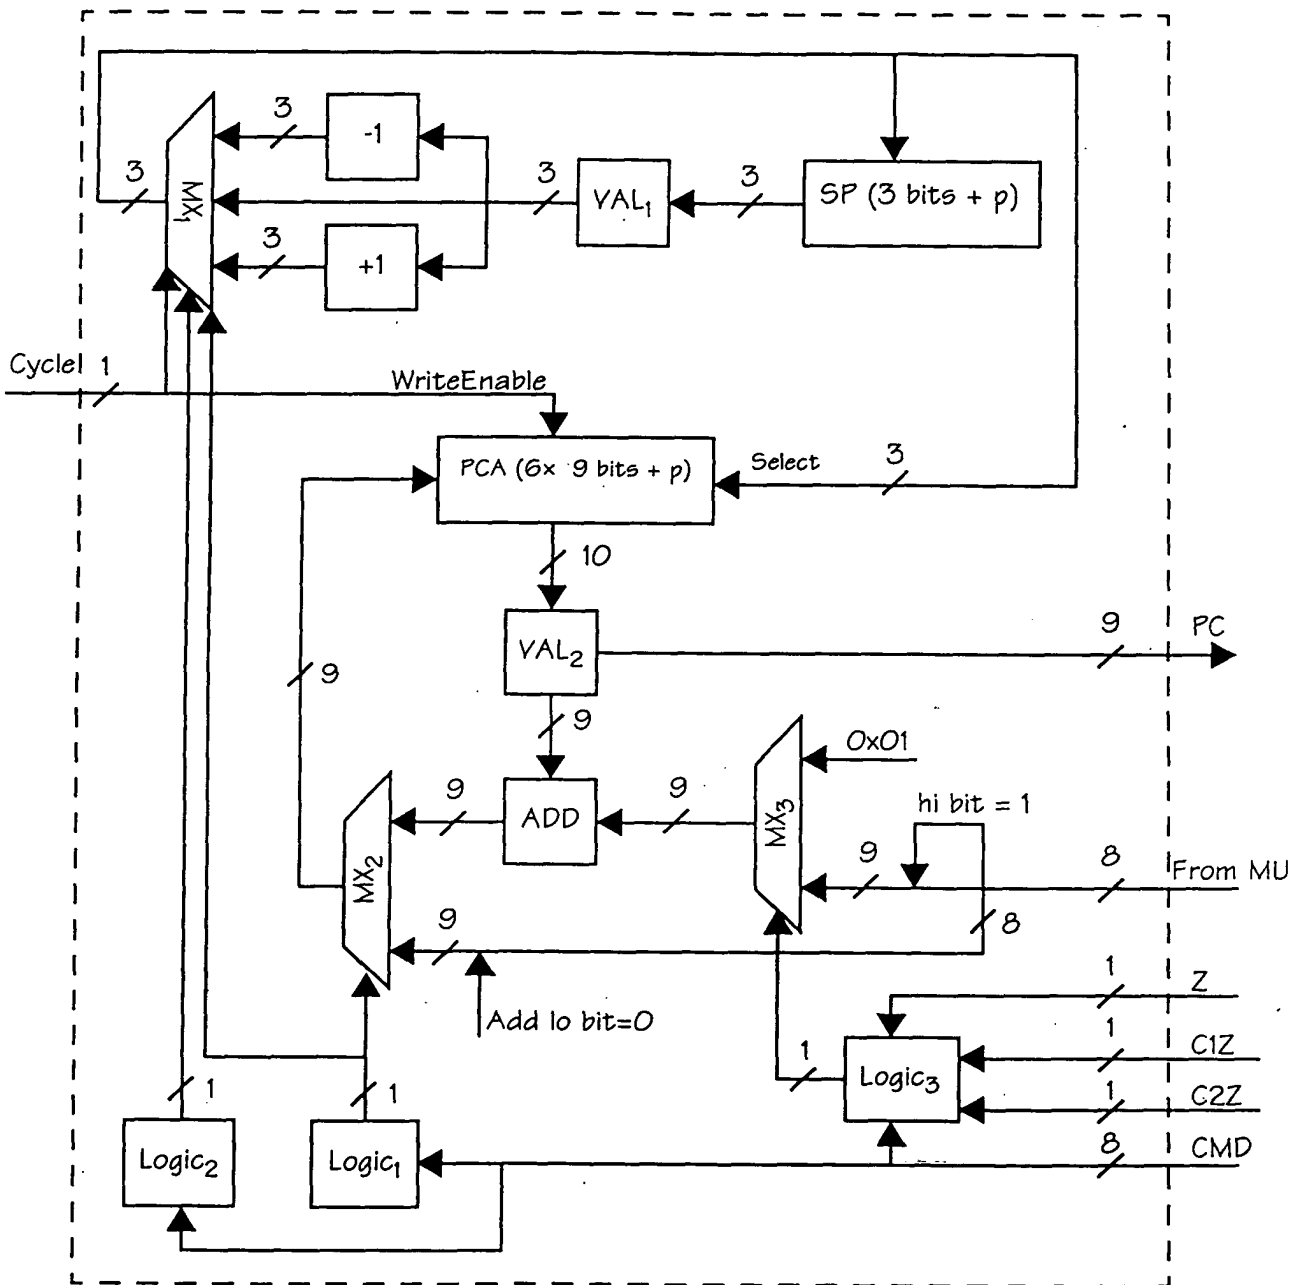 3
-1
3
MX1
3
VAL1
3
SP (3 bits + p)
3
+1
Cycle
1
WriteEnable
PCA (6x 9 bits + p)
Select
3
10
VAL2
9
PC
9
9
0x01
9
ADD
9
MX3
hi bit = 1
MX2
9
8
From MU
9
8
Add lo bit=0
1
Z
1
C1Z
1
Logic3
1
C2Z
1
1
8
CMD
Logic2
Logic1